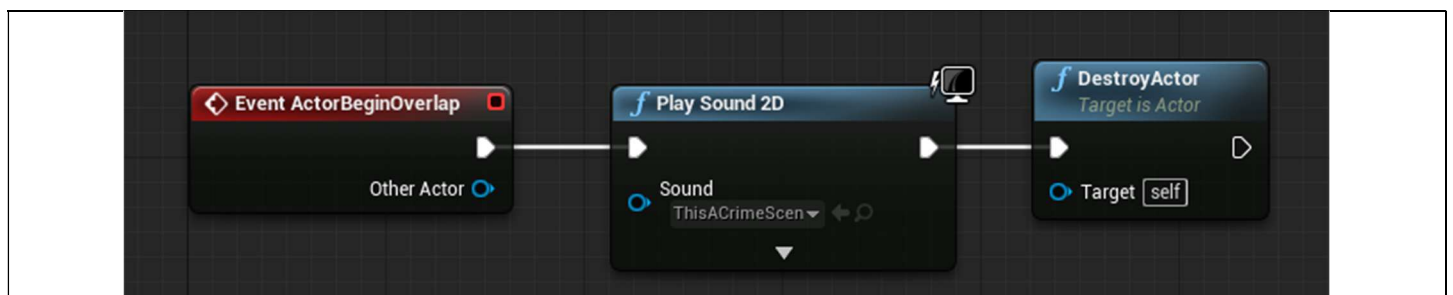 Event ActorBeginOverlap
Other Actor
f Play Sound 2D
Sound
ThisACrimeScen
f DestroyActor
Target is Actor
Target self